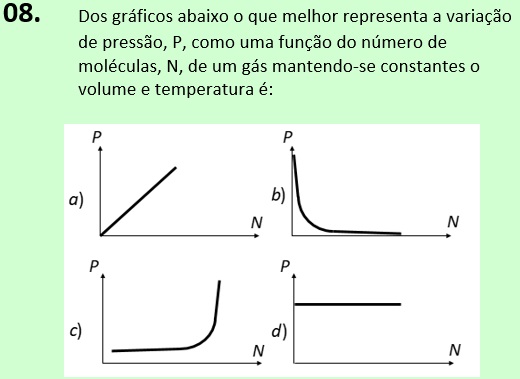 08. Dos gráficos abaixo o que melhor representa a variação
de pressão, P, como uma função do número de
moléculas, N, de um gás mantendo-se constantes o
volume e temperatura é:
P
a)
N
P
b)
N
P
c)
N
P
d)
N